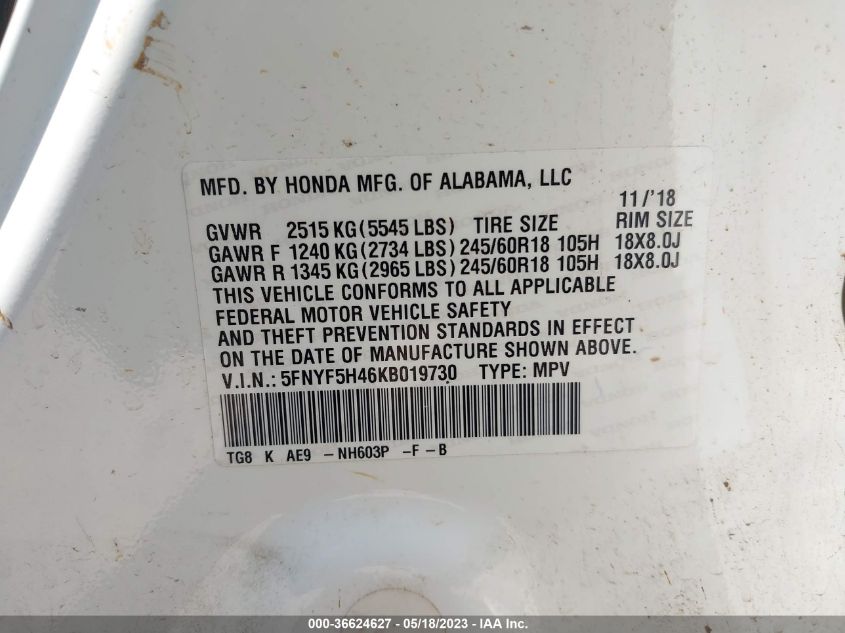 MFD. BY HONDA MFG. OF ALABAMA, LLC
11/'18
GVWR 2515 KG(5545 LBS) TIRE SIZE RIM SIZE
GAWR F 1240 KG(2734 LBS) 245/60R18 105H 18X8.0J
GAWR R 1345 KG(2965 LBS) 245/60R18 105H 18X8.0J
THIS VEHICLE CONFORMS TO ALL APPLICABLE
FEDERAL MOTOR VEHICLE SAFETY
AND THEFT PREVENTION STANDARDS IN EFFECT
ON THE DATE OF MANUFACTURE SHOWN ABOVE.
V.I.N.: 5FNYF5H46KB019730 TYPE: MPV
TG8 K AE9 -NH603P -F -B
000-36624627 - 05/18/2023 - IAA Inc.